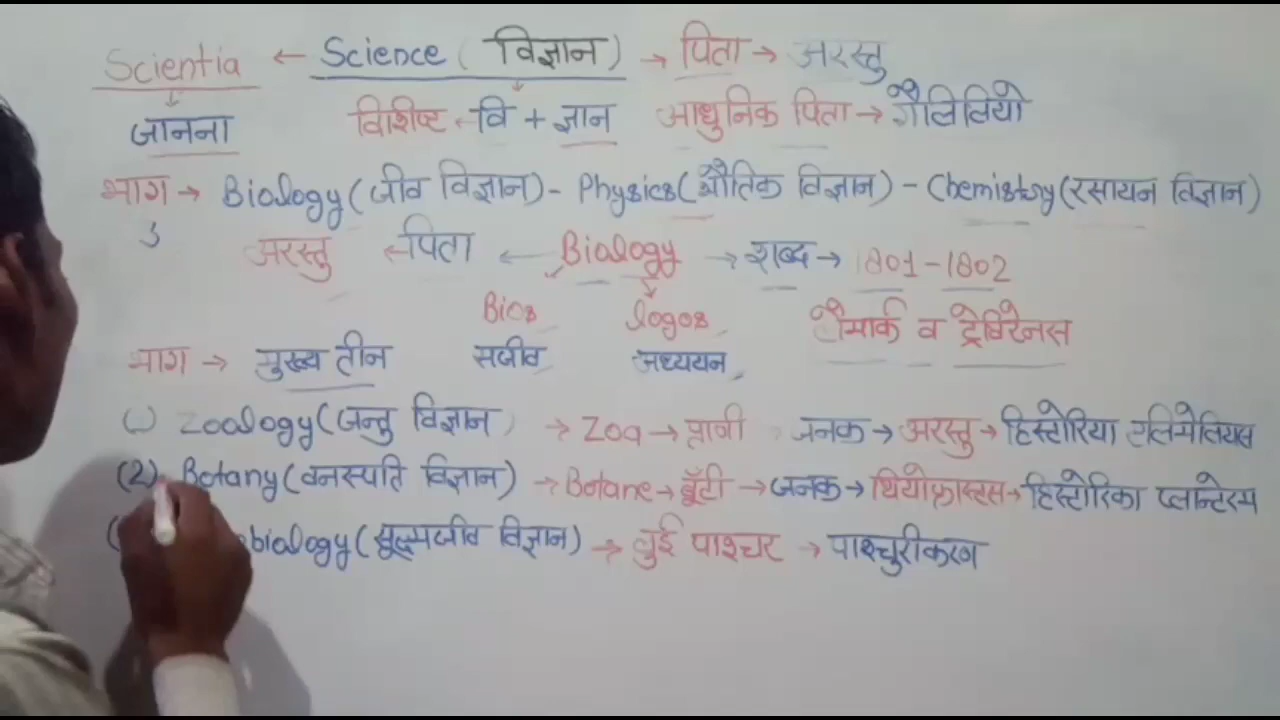 Scientia ← Science (विज्ञान) → पिता → अरस्तु
जानना विशिष्ट ← वि + ज्ञान आधुनिक पिता → गैलिलियो
भाग → Biology (जीव विज्ञान) - Physics (भौतिक विज्ञान) - Chemistry (रसायन विज्ञान)
3 अरस्तु ← पिता ← Biology → शब्द → 1801-1802
Bios logos लैमार्क व ट्रेविरेनस
भाग → मुख्य तीन सजीव अध्ययन
(1) Zoology (जन्तु विज्ञान) → Zoa → प्राणी जनक → अरस्तु → हिस्टोरिया एनिमेलियस
(2) Botany (वनस्पति विज्ञान) → Botane → बूँटी → जनक → थियोफ्रास्टस → हिस्टोरिका प्लान्टेरम
biology (सूक्ष्मजीव विज्ञान) → लुई पाश्चर → पाश्चुरीकरण